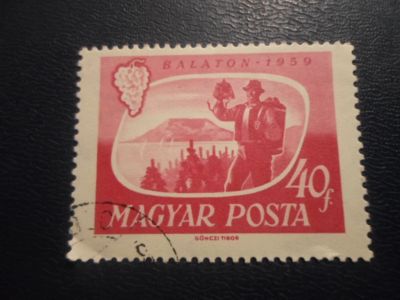 BALATON · 1959
40f.
MAGYAR POSTA
GÖNCZI TIBOR